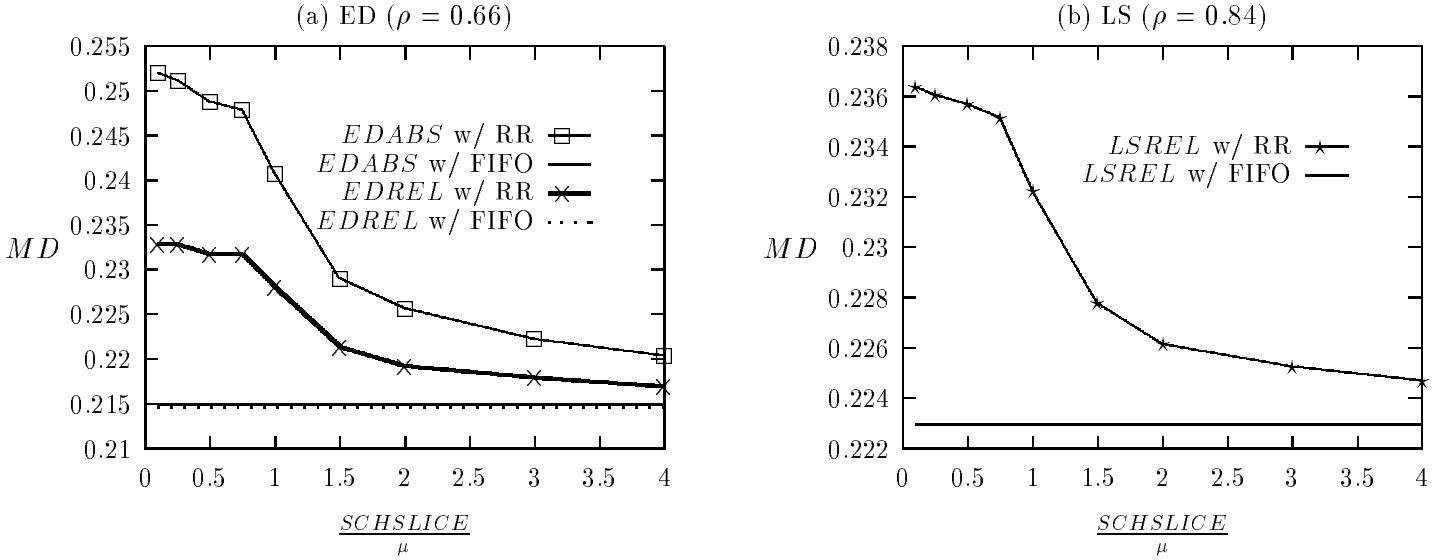 (a) ED (ρ = 0.66)
0.255
0.25
0.245
0.24
0.235
0.23
0.225
0.22
0.215
0.21
MD
EDABS w/ RR
EDABS w/ FIFO
EDREL w/ RR
EDREL w/ FIFO
0 0.5 1 1.5 2 2.5 3 3.5 4
SCHSLICE
μ
(b) LS (ρ = 0.84)
0.238
0.236
0.234
0.232
0.23
0.228
0.226
0.224
0.222
MD
LSREL w/ RR
LSREL w/ FIFO
0 0.5 1 1.5 2 2.5 3 3.5 4
SCHSLICE
μ